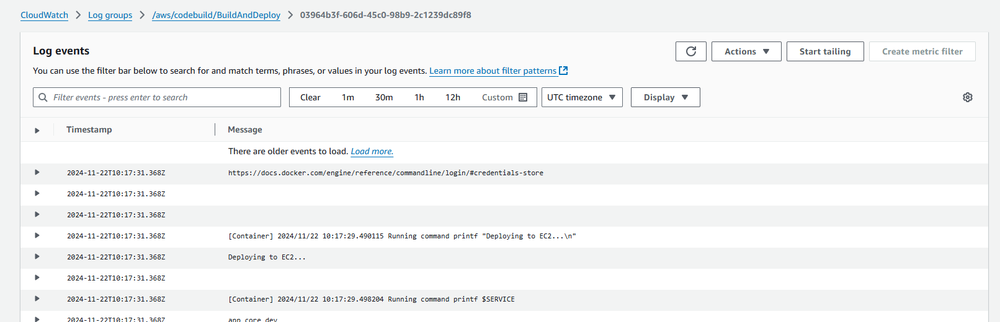 CloudWatch > Log groups > /aws/codebuild/BuildAndDeploy > 03964b3f-606d-45c0-98b9-2c1239dc89f8
Log events
Actions
Start tailing
Create metric filter
You can use the filter bar below to search for and match terms, phrases, or values in your log events. Learn more about filter patterns
Filter events - press enter to search
Clear 1m 30m 1h 12h Custom
UTC timezone
Display
Timestamp Message
There are older events to load. Load more.
2024-11-22T10:17:31.368Z https://docs.docker.com/engine/reference/commandline/login/#credentials-store
2024-11-22T10:17:31.368Z
2024-11-22T10:17:31.368Z
2024-11-22T10:17:31.368Z [Container] 2024/11/22 10:17:29.490115 Running command printf "Deploying to EC2...\n"
2024-11-22T10:17:31.368Z Deploying to EC2...
2024-11-22T10:17:31.368Z
2024-11-22T10:17:31.368Z [Container] 2024/11/22 10:17:29.498204 Running command printf $SERVICE
2024-11-22T10:17:31.368Z app core dev